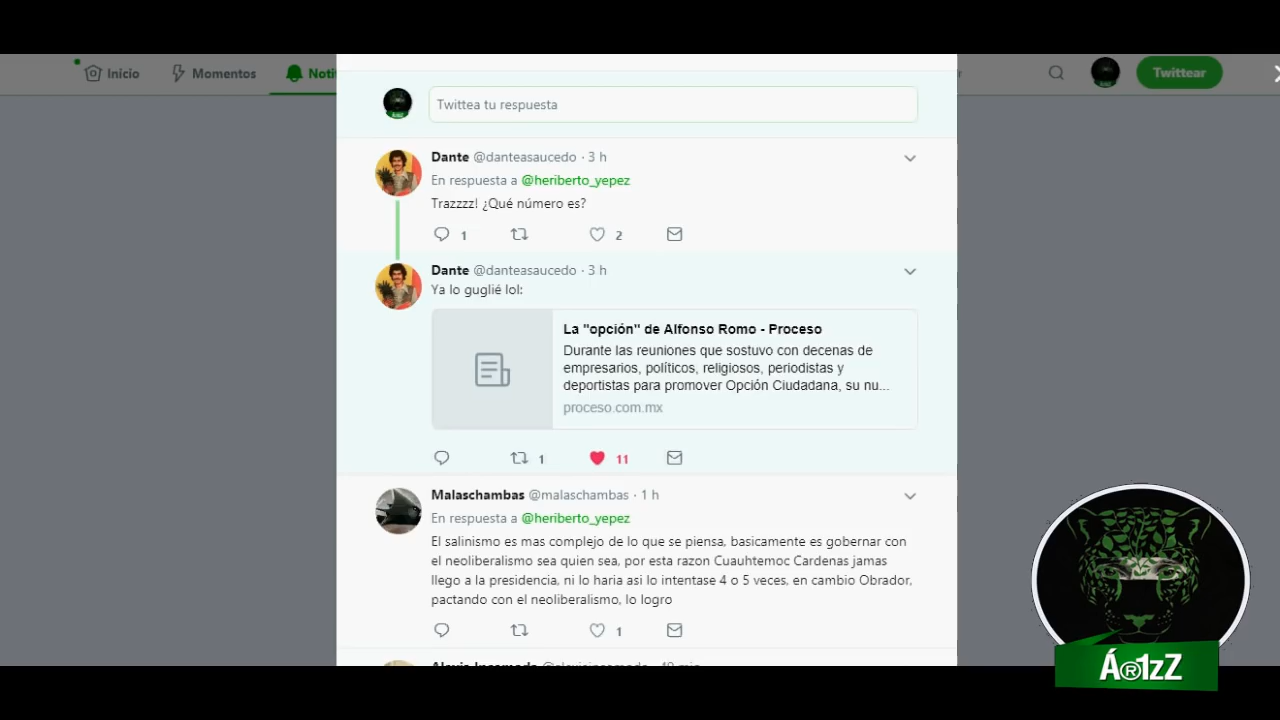 Inicio
Momentos
Noti
r
Twittear
Twittea tu respuesta
Dante @danteasaucedo · 3 h
En respuesta a @heriberto_yepez
Trazzzz! ¿Qué número es?
1
2
Dante @danteasaucedo · 3 h
Ya lo guglié lol:
La "opción" de Alfonso Romo - Proceso
Durante las reuniones que sostuvo con decenas de
empresarios, políticos, religiosos, periodistas y
deportistas para promover Opción Ciudadana, su nu...
proceso.com.mx
1
11
Malaschambas @malaschambas · 1 h
En respuesta a @heriberto_yepez
El salinismo es mas complejo de lo que se piensa, basicamente es gobernar con
el neoliberalismo sea quien sea, por esta razon Cuauhtemoc Cardenas jamas
llego a la presidencia, ni lo haria asi lo intentase 4 o 5 veces, en cambio Obrador,
pactando con el neoliberalismo, lo logro
1
Á®1zZ